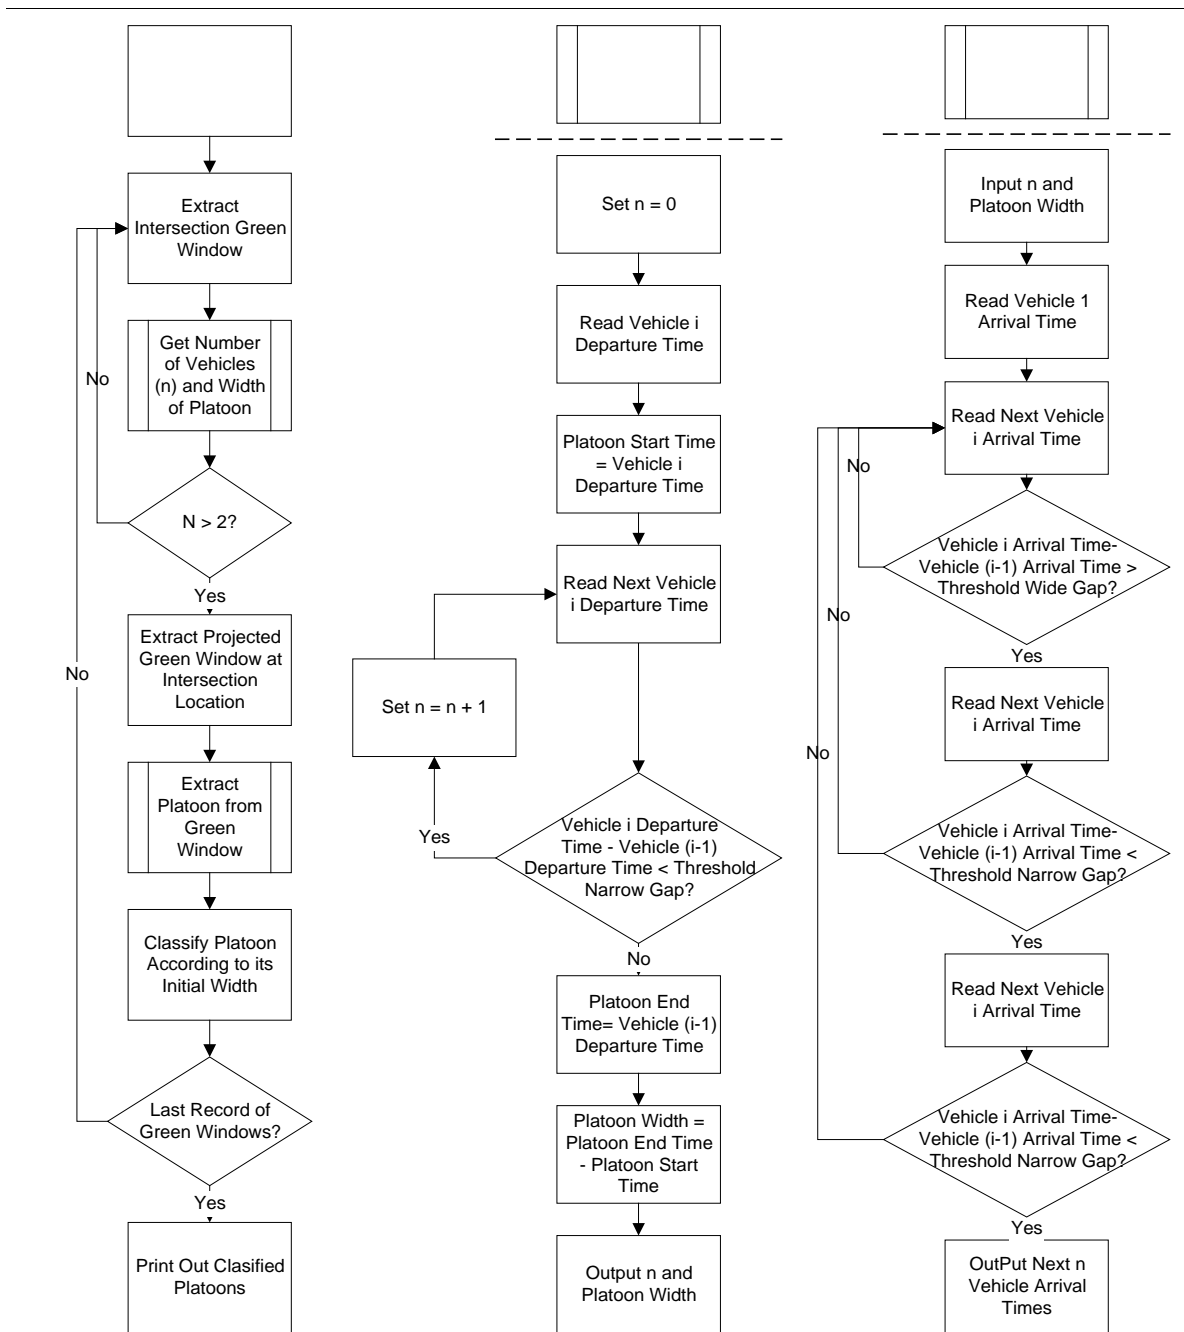 Extract
Intersection Green
Window
Get Number
of Vehicles
(n) and Width
of Platoon
No
N > 2?
Yes
Extract Projected
Green Window at
Intersection
Location
No
Extract
Platoon from
Green
Window
Classify Platoon
According to its
Initial Width
Last Record of
Green Windows?
Yes
Print Out Clasified
Platoons
Set n = 0
Read Vehicle i
Departure Time
Platoon Start Time
= Vehicle i
Departure Time
Read Next Vehicle
i Departure Time
Set n = n + 1
Yes
Vehicle i Departure
Time - Vehicle (i-1)
Departure Time < Threshold
Narrow Gap?
No
Platoon End
Time= Vehicle (i-1)
Departure Time
Platoon Width =
Platoon End Time
- Platoon Start
Time
Output n and
Platoon Width
Input n and
Platoon Width
Read Vehicle 1
Arrival Time
Read Next Vehicle
i Arrival Time
No
Vehicle i Arrival Time-
Vehicle (i-1) Arrival Time >
Threshold Wide Gap?
No
Yes
Read Next Vehicle
i Arrival Time
No
Vehicle i Arrival Time-
Vehicle (i-1) Arrival Time <
Threshold Narrow Gap?
Yes
Read Next Vehicle
i Arrival Time
Vehicle i Arrival Time-
Vehicle (i-1) Arrival Time <
Threshold Narrow Gap?
Yes
OutPut Next n
Vehicle Arrival
Times